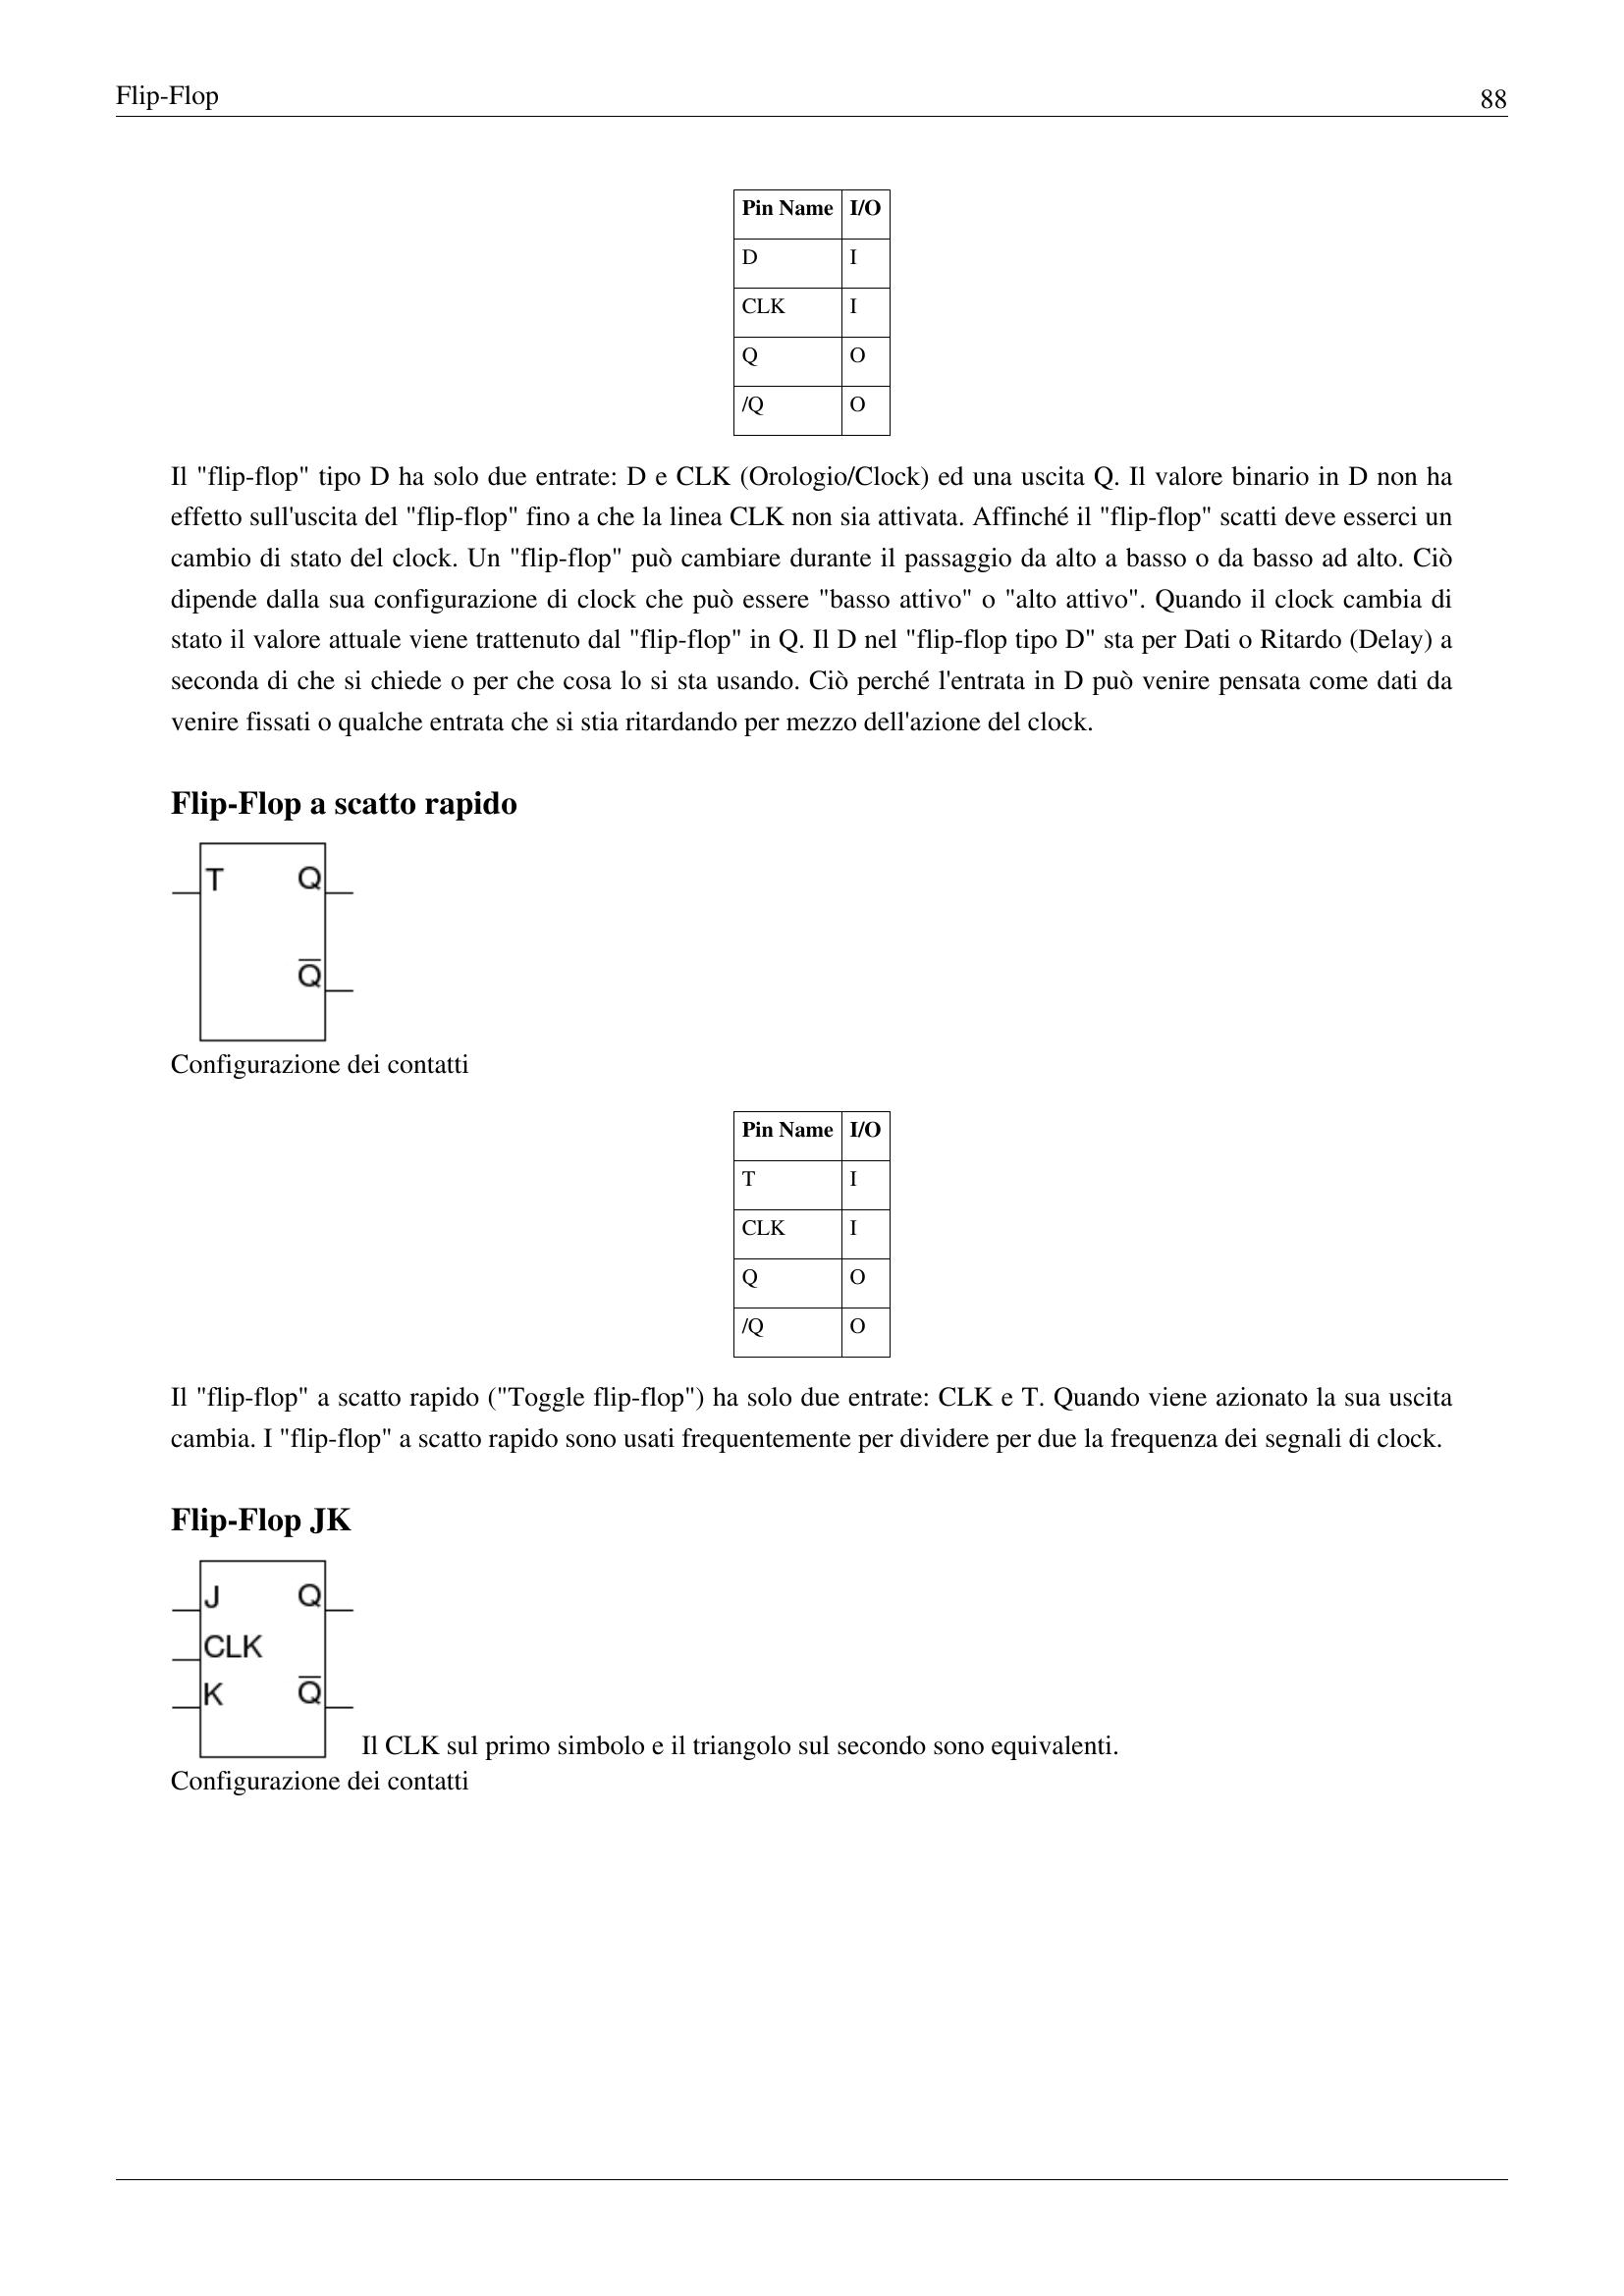 Flip-Flop 88
Pin Name I/O
D I
CLK I
Q O
/Q O
Il "flip-flop" tipo D ha solo due entrate: D e CLK (Orologio/Clock) ed una uscita Q. Il valore binario in D non ha
effetto sull'uscita del "flip-flop" fino a che la linea CLK non sia attivata. Affinché il "flip-flop" scatti deve esserci un
cambio di stato del clock. Un "flip-flop" può cambiare durante il passaggio da alto a basso o da basso ad alto. Ciò
dipende dalla sua configurazione di clock che può essere "basso attivo" o "alto attivo". Quando il clock cambia di
stato il valore attuale viene trattenuto dal "flip-flop" in Q. Il D nel "flip-flop tipo D" sta per Dati o Ritardo (Delay) a
seconda di che si chiede o per che cosa lo si sta usando. Ciò perché l'entrata in D può venire pensata come dati da
venire fissati o qualche entrata che si stia ritardando per mezzo dell'azione del clock.
Flip-Flop a scatto rapido
T Q
Q̅
Configurazione dei contatti
Pin Name I/O
T I
CLK I
Q O
/Q O
Il "flip-flop" a scatto rapido ("Toggle flip-flop") ha solo due entrate: CLK e T. Quando viene azionato la sua uscita
cambia. I "flip-flop" a scatto rapido sono usati frequentemente per dividere per due la frequenza dei segnali di clock.
Flip-Flop JK
J Q
CLK
K Q̅
Il CLK sul primo simbolo e il triangolo sul secondo sono equivalenti.
Configurazione dei contatti